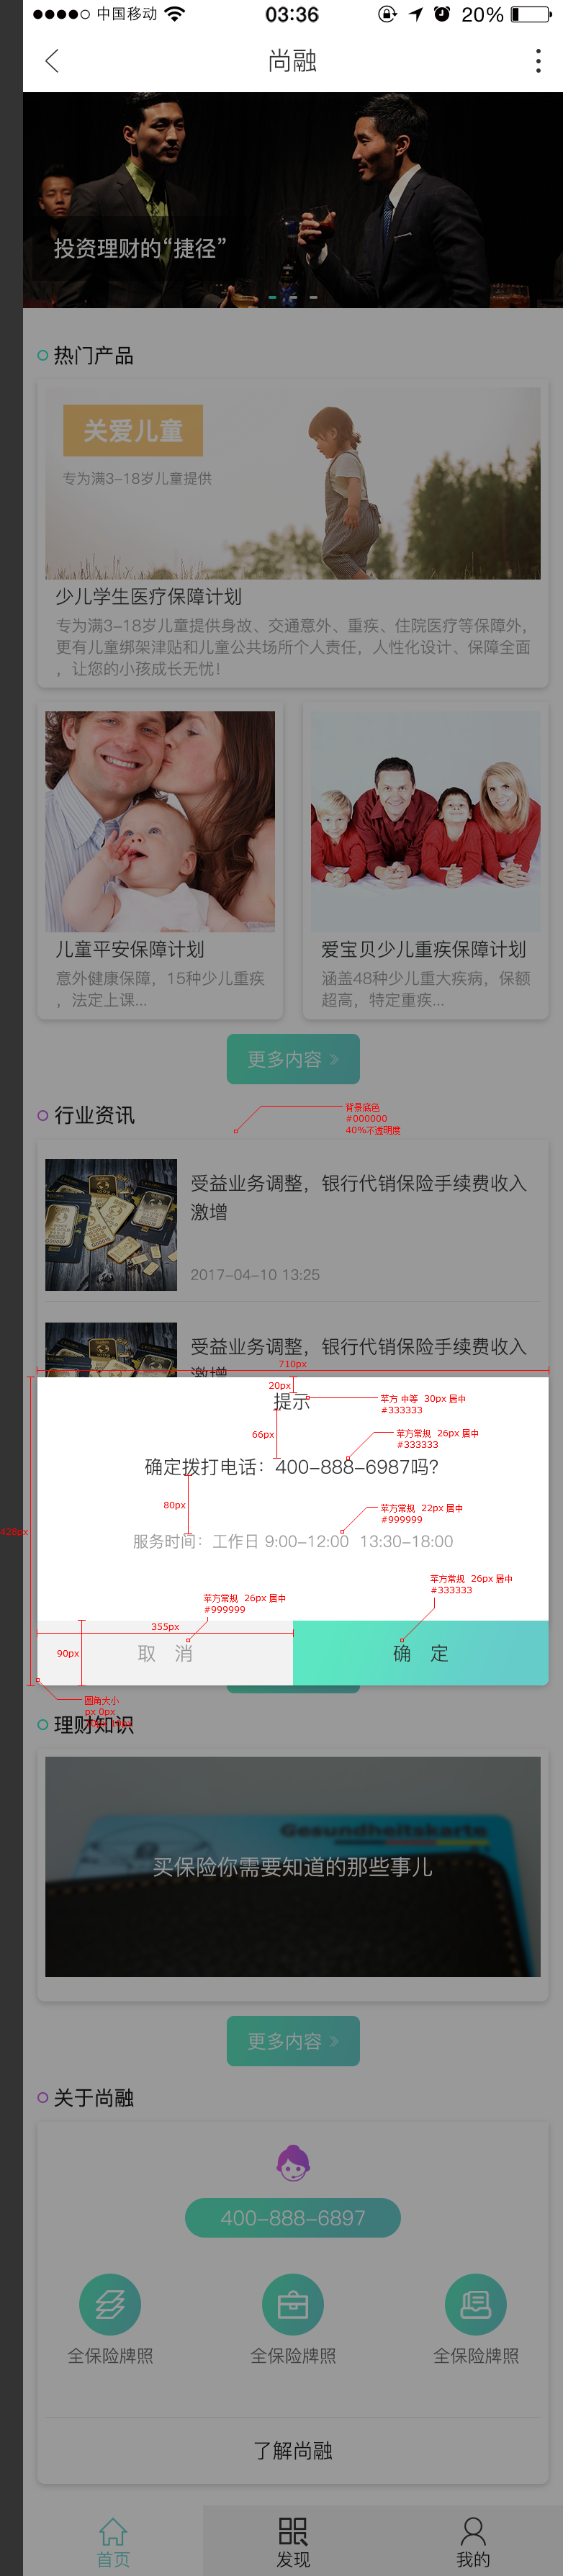 中国移动 03:36 20%
尚融
投资理财的“捷径”
热门产品
关爱儿童
专为满3-18岁儿童提供
少儿学生医疗保障计划
专为满3-18岁儿童提供身故、交通意外、重疾、住院医疗等保障外，
更有儿童绑架津贴和儿童公共场所个人责任，人性化设计、保障全面
，让您的小孩成长无忧！
儿童平安保障计划
意外健康保障，15种少儿重疾
，法定上课...
爱宝贝少儿重疾保障计划
涵盖48种少儿重大疾病，保额
超高，特定重疾...
更多内容 »
行业资讯
背景底色
#000000
40%不透明度
受益业务调整，银行代销保险手续费收入
激增
2017-04-10 13:25
受益业务调整，银行代销保险手续费收入
激增
710px
20px
提示
苹方 中等 30px 居中
#333333
66px
苹方常规 26px 居中
#333333
确定拨打电话：400-888-6987吗？
80px
苹方常规 22px 居中
#999999
420px
服务时间：工作日 9:00-12:00 13:30-18:00
苹方常规 26px 居中
#333333
苹方常规 26px 居中
#999999
355px
90px
取 消
确 定
圆角大小
px 0px
理财知识
Gesundheitskarte
买保险你需要知道的那些事儿
更多内容 »
关于尚融
400-888-6897
全保险牌照
全保险牌照
全保险牌照
了解尚融
首页
发现
我的